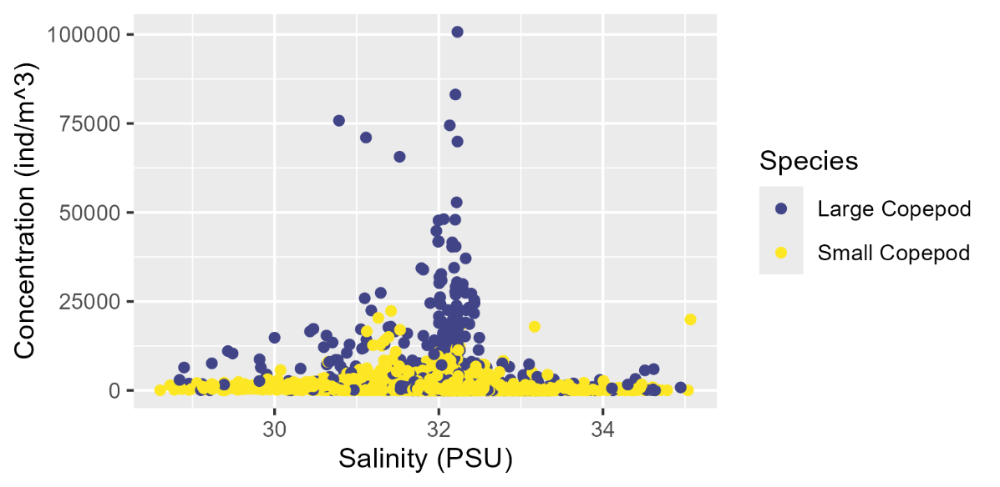 100000
75000
50000
25000
0
Concentration (ind/m^3)
30
32
34
Salinity (PSU)
Species
Large Copepod
Small Copepod